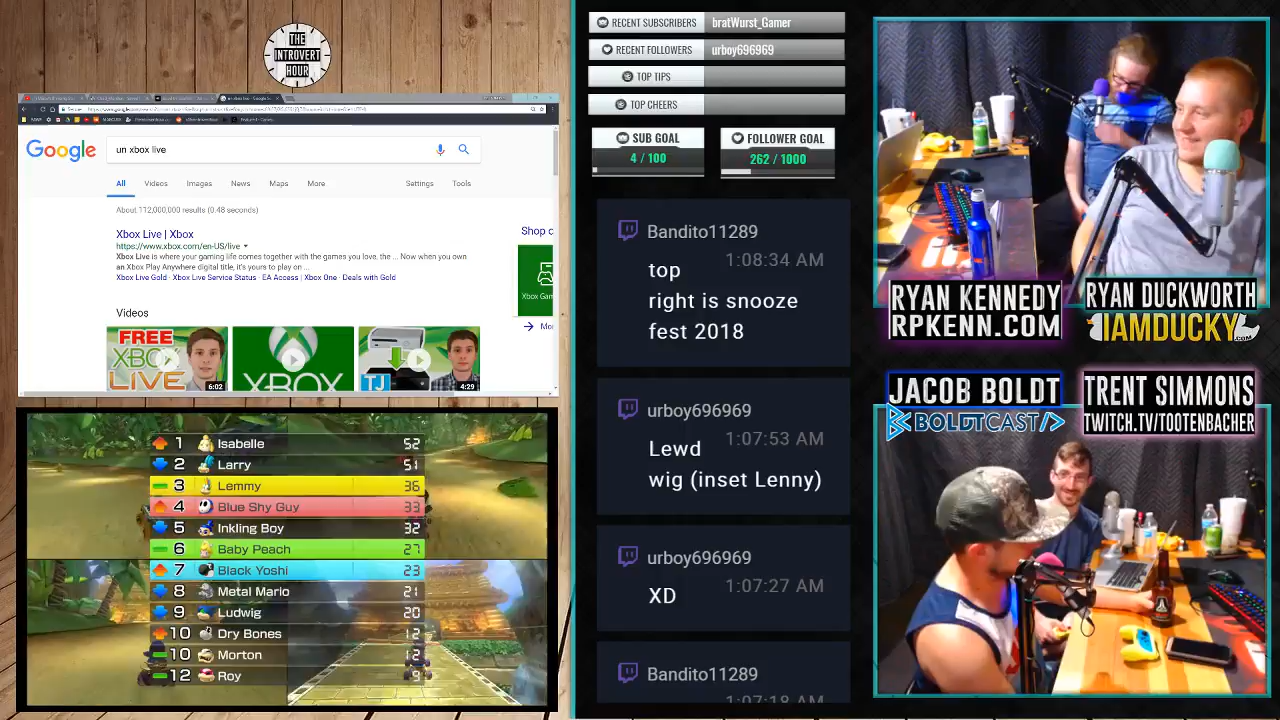 THE
INTROVERT
HOUR
Google
un xbox live
All
Videos
Images
News
Maps
More
Settings
Tools
About 112,000,000 results (0.48 seconds)
Xbox Live | Xbox
https://www.xbox.com/en-US/live
Xbox Live is where your gaming life comes together with the games you love, the ... Now when you own
an Xbox Play Anywhere digital title, it's yours to play on ...
Xbox Live Gold · Xbox Live Service Status · EA Access | Xbox One · Deals with Gold
Shop
Xbox Gam
Videos
FREE
XBOX
LIVE
6:02
XBOX
TJ
4:29
1 Isabelle 52
2 Larry 51
3 Lemmy 36
4 Blue Shy Guy 33
5 Inkling Boy 32
6 Baby Peach 27
7 Black Yoshi 23
8 Metal Mario 21
9 Ludwig 20
10 Dry Bones 12
10 Morton 12
12 Roy 9
RECENT SUBSCRIBERS bratWurst_Gamer
RECENT FOLLOWERS urboy696969
TOP TIPS
TOP CHEERS
SUB GOAL
4 / 100
FOLLOWER GOAL
262 / 1000
Bandito11289
1:08:34 AM
top
right is snooze
fest 2018
urboy696969
1:07:53 AM
Lewd
wig (inset Lenny)
urboy696969
1:07:27 AM
XD
Bandito11289
1:07:18 AM
RYAN KENNEDY
RPKENN.COM
RYAN DUCKWORTH
IAMDUCKY.COM
JACOB BOLDT
BOLDTCAST
TRENT SIMMONS
TWITCH.TV/TOOTENBACHER